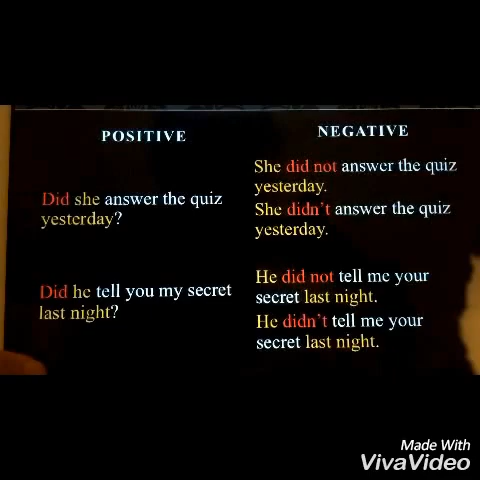 POSITIVE
Did she answer the quiz
yesterday?
Did he tell you my secret
last night?
NEGATIVE
She did not answer the quiz
yesterday.
She didn't answer the quiz
yesterday.
He did not tell me your
secret last night.
He didn't tell me your
secret last night.
Made With
VivaVideo